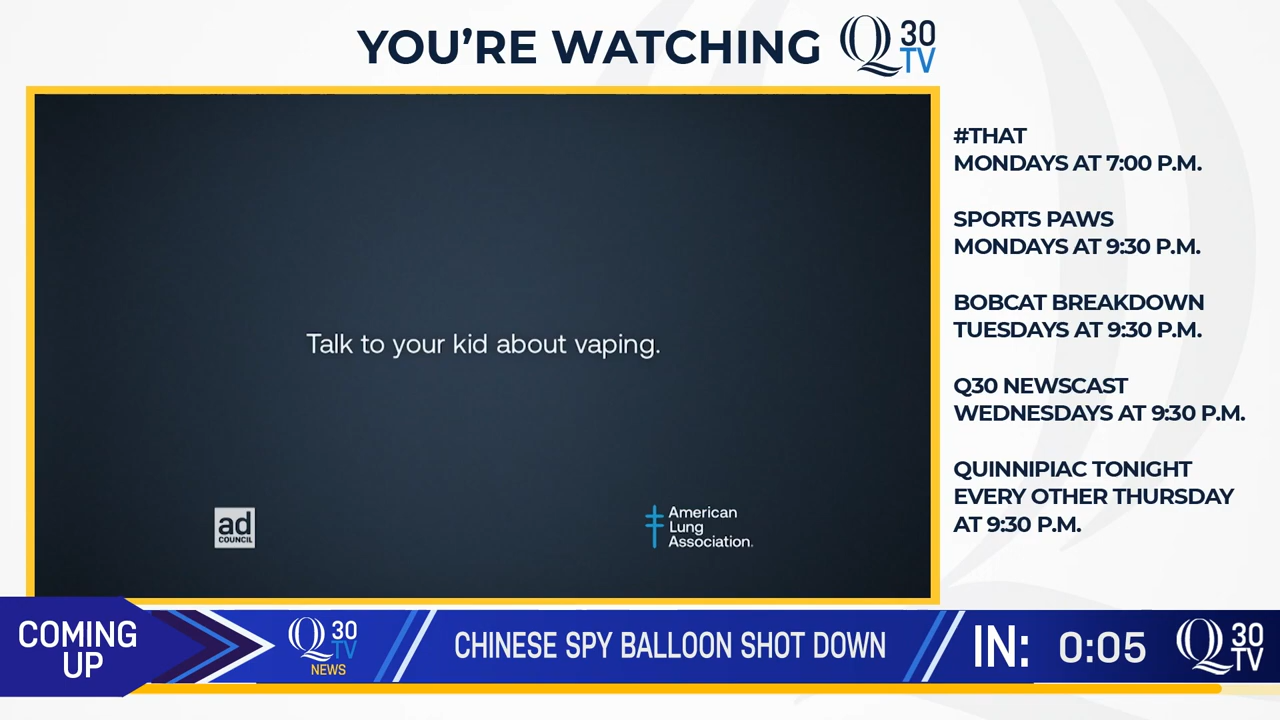 YOU'RE WATCHING Q 30 TV
Talk to your kid about vaping.
ad
COUNCIL
American
Lung
Association.
#THAT
MONDAYS AT 7:00 P.M.
SPORTS PAWS
MONDAYS AT 9:30 P.M.
BOBCAT BREAKDOWN
TUESDAYS AT 9:30 P.M.
Q30 NEWSCAST
WEDNESDAYS AT 9:30 P.M.
QUINNIPIAC TONIGHT
EVERY OTHER THURSDAY
AT 9:30 P.M.
COMING
UP
Q 30
TV
NEWS
CHINESE SPY BALLOON SHOT DOWN
IN: 0:05
Q 30
TV